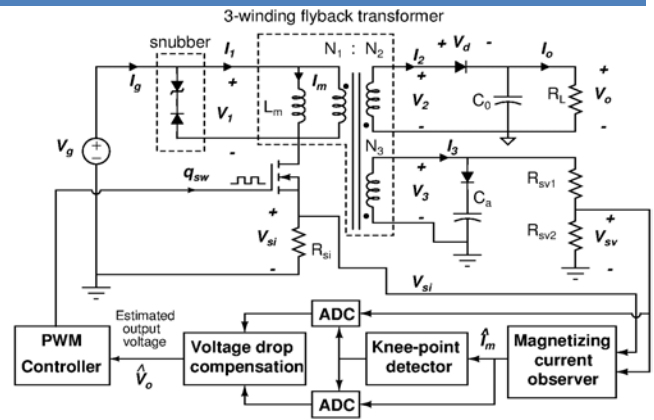 3-winding flyback transformer
snubber
N1 : N2
Ig
I1
Im
I2
+ Vd -
Io
+
V1
-
Lm
+
V2
-
C0
RL
+
Vo
-
Vg
N3
I3
qsw
+
V3
-
Ca
Rsv1
Rsv2
+
Vsv
-
+
Vsi
-
Rsi
Vsi
Estimated
output
voltage
V̂o
ADC
PWM
Controller
Voltage drop
compensation
Knee-point
detector
Îm
Magnetizing
current
observer
ADC